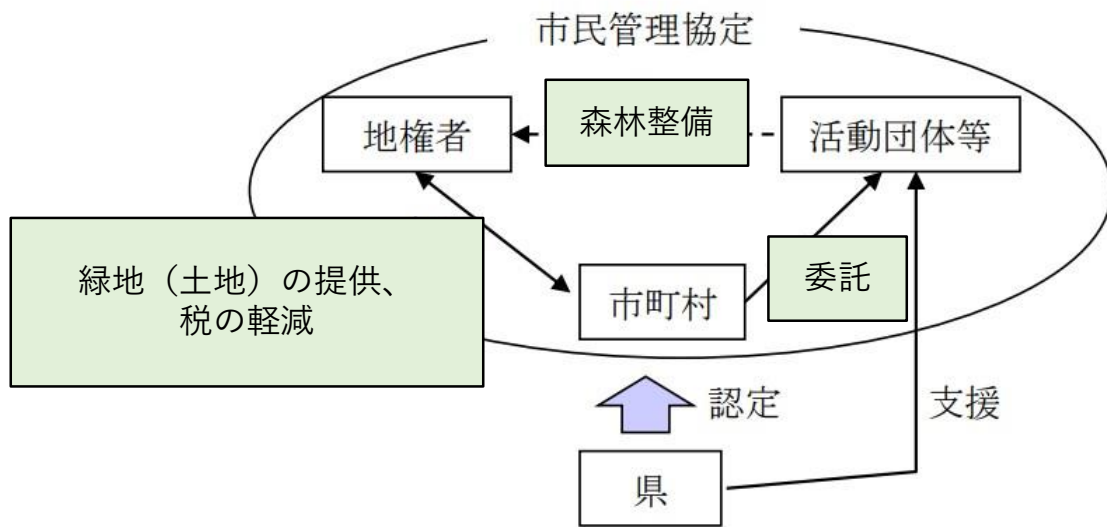 市民管理協定
地権者
森林整備
活動団体等
緑地（土地）の提供、
税の軽減
市町村
委託
認定
支援
県